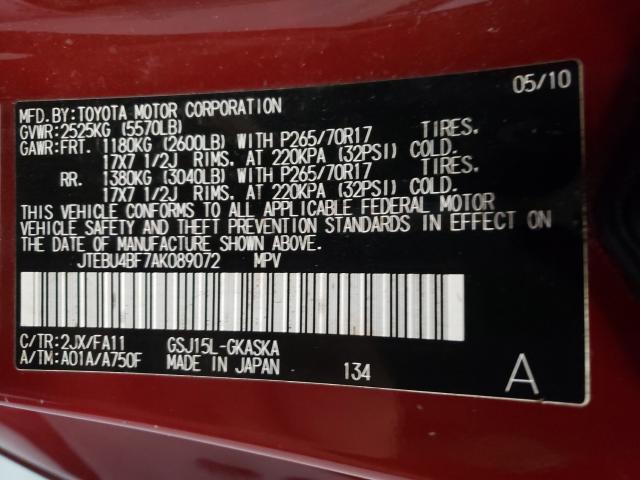 05/10
MFD.BY:TOYOTA MOTOR CORPORATION
GVWR:2525KG (5570LB)
GAWR:FRT. 1180KG (2600LB) WITH P265/70R17 TIRES.
17X7 1/2J RIMS. AT 220KPA (32PSI) COLD.
RR. 1380KG (3040LB) WITH P265/70R17 TIRES.
17X7 1/2J RIMS. AT 220KPA (32PSI) COLD.
THIS VEHICLE CONFORMS TO ALL APPLICABLE FEDERAL MOTOR
VEHICLE SAFETY AND THEFT PREVENTION STANDARDS IN EFFECT ON
THE DATE OF MANUFACTURE SHOWN ABOVE.
JTEBU4BF7AK089072 MPV
C/TR:2JX/FA11 GSJ15L-GKASKA
A/TM:A01A/A750F MADE IN JAPAN 134 A